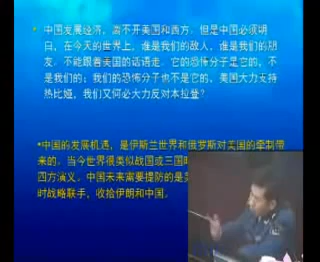 • 中国发展经济,离不开美国和西方。但是中国必须明
白,在今天的世界上,谁是我们的敌人,谁是我们的朋
友。不能跟着美国的话语走。它的恐怖分子是它的,不
是我们的;我们的恐怖分子也不是它的。美国大力支持
热比娅,我们又何必大力反对本拉登?
•中国的发展机遇,是伊斯兰世界和俄罗斯对美国的牵制带
来的。当今世界很类似战国或三国时
四方演义。中国未来需要提防的是美
时战略联手,收拾伊朗和中国。